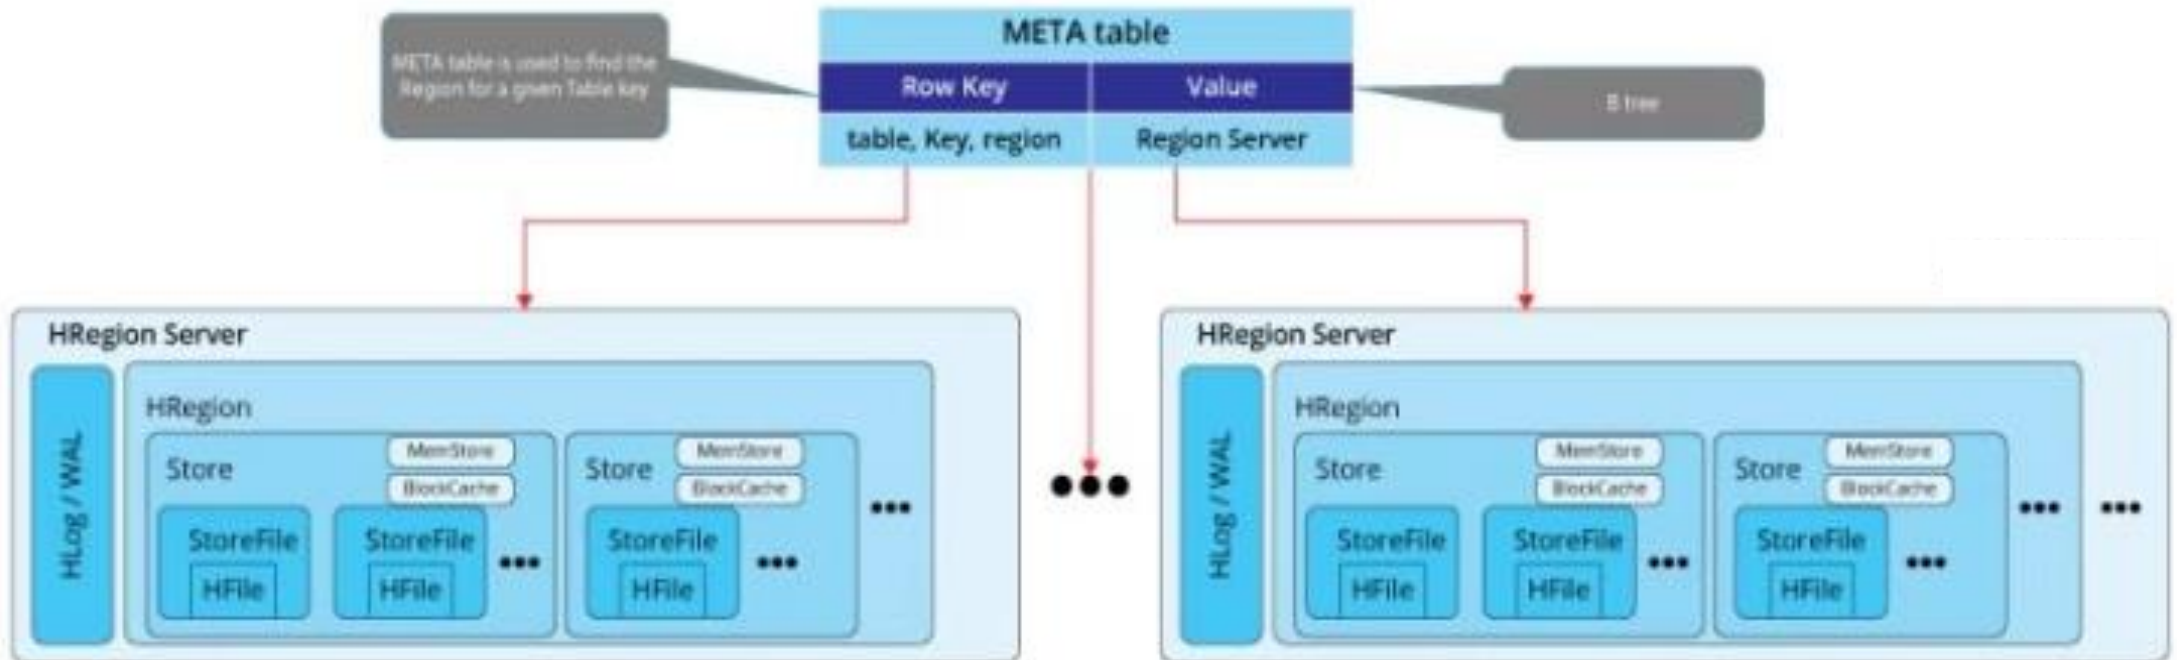 META table is used to find the
Region for a given Table key
META table
Row Key
Value
table, Key, region
Region Server
B tree
HRegion Server
HLog / WAL
HRegion
Store
MemStore
BlockCache
StoreFile
HFile
StoreFile
HFile
•••
Store
MemStore
BlockCache
StoreFile
HFile
•••
•••
•••
HRegion Server
HLog / WAL
HRegion
Store
MemStore
BlockCache
StoreFile
HFile
StoreFile
HFile
•••
Store
MemStore
BlockCache
StoreFile
HFile
•••
•••
•••